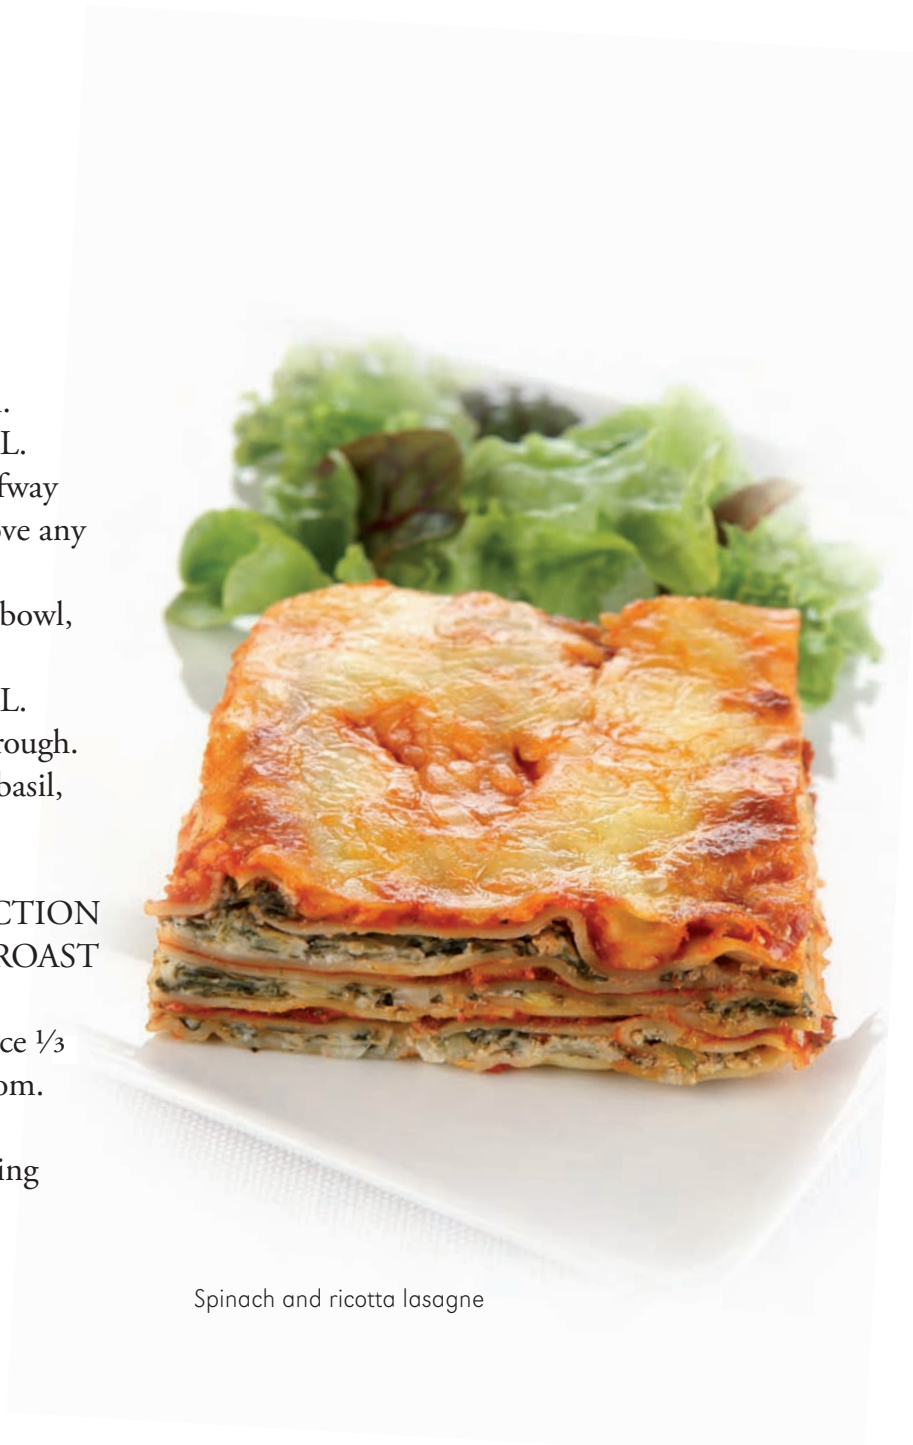 L.
fway
ve any
bowl,
L.
rough.
basil,
CTION
ROAST
ce ⅓
om.
ing
Spinach and ricotta lasagne